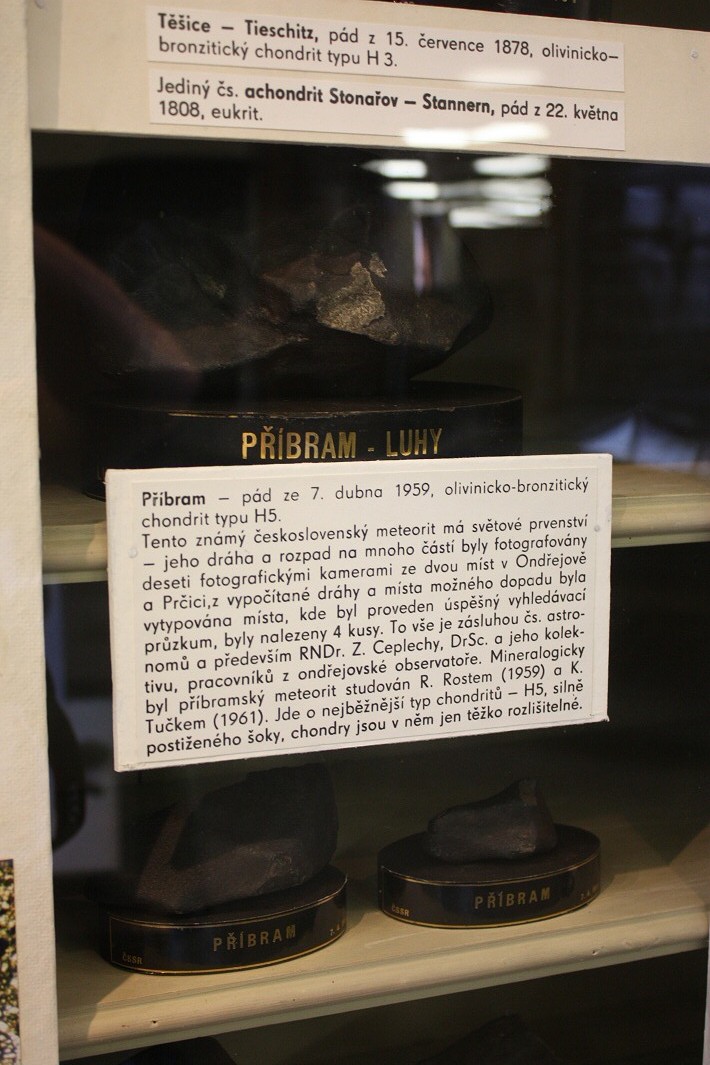 Těšice – Tieschitz, pád z 15. července 1878, olivinicko–
bronzitický chondrit typu H 3.
Jediný čs. achondrit Stonařov – Stannern, pád z 22. května
1808, eukrit.
PŘÍBRAM - LUHY
Příbram – pád ze 7. dubna 1959, olivinicko-bronzitický
chondrit typu H5.
Tento známý československý meteorit má světové prvenství
– jeho dráha a rozpad na mnoho částí byly fotografovány
deseti fotografickými kamerami ze dvou míst v Ondřejově
a Prčici,z vypočítané dráhy a místa možného dopadu byla
vytypována místa, kde byl proveden úspěšný vyhledávací
průzkum, byly nalezeny 4 kusy. To vše je zásluhou čs. astro-
nomů a především RNDr. Z. Ceplechy, DrSc. a jeho kolek-
tivu, pracovníků z ondřejovské observatoře. Mineralogicky
byl příbramský meteorit studován R. Rostem (1959) a K.
Tučkem (1961). Jde o nejběžnější typ chondritů – H5, silně
postiženého šoky, chondry jsou v něm jen těžko rozlišitelné.
ČSSR PŘÍBRAM
ČSSR PŘÍBRAM